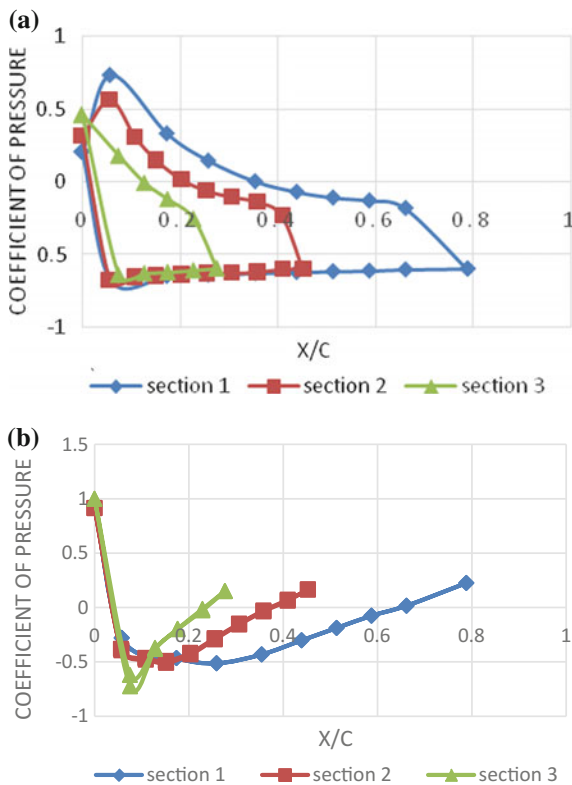 (a)
COEFFICIENT OF PRESSURE
1
0.5
0
0.5
-1
0 0.2 0.4 0.6 0.8 1
X/C
section 1 section 2 section 3
(b)
COEFFICIENT OF PRESSURE
1.5
1
0.5
0
-0.5
-1
0 0.2 0.4 0.6 0.8 1
X/C
section 1 section 2 section 3